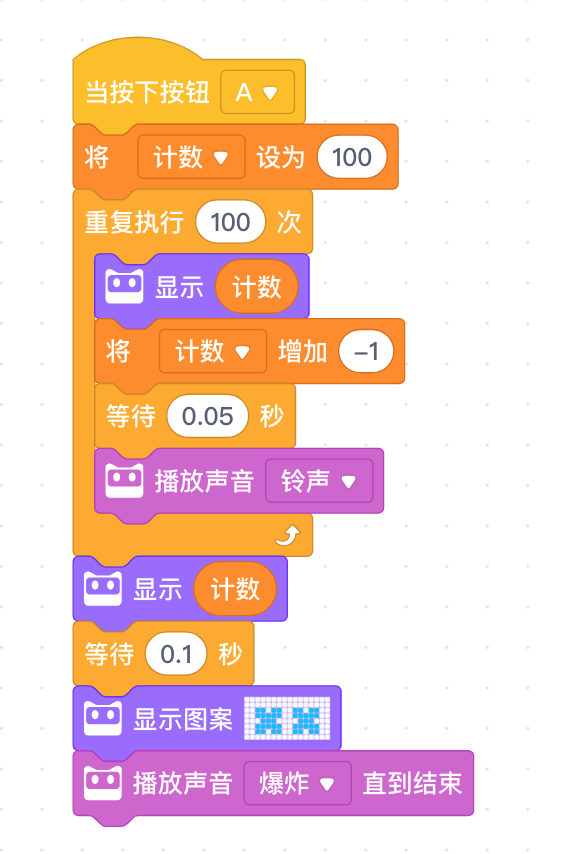 当按下按钮 A
将 计数 设为 100
重复执行 100 次
显示 计数
将 计数 增加 –1
等待 0.05 秒
播放声音 铃声
显示 计数
等待 0.1 秒
显示图案
播放声音 爆炸 直到结束